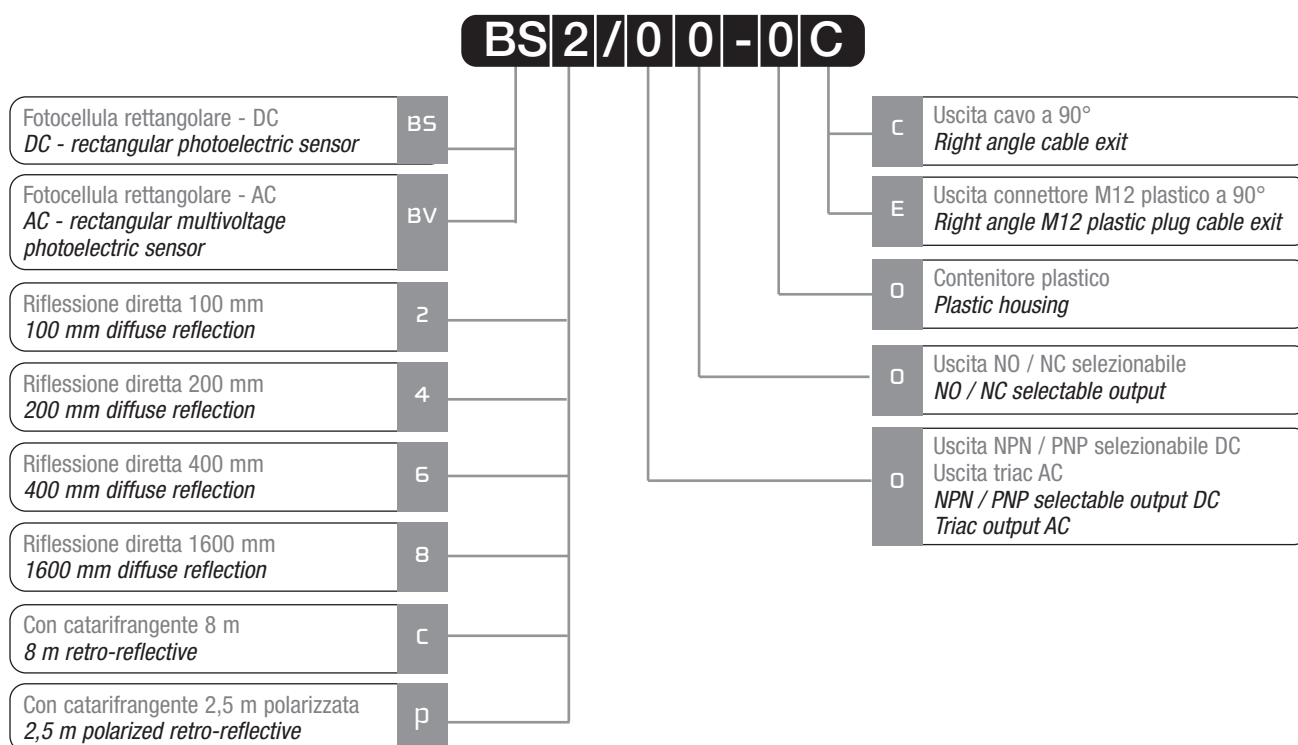 BS2/00-0C
Fotocellula rettangolare - DC
DC - rectangular photoelectric sensor
BS
Fotocellula rettangolare - AC
AC - rectangular multivoltage
photoelectric sensor
BV
Riflessione diretta 100 mm
100 mm diffuse reflection
2
Riflessione diretta 200 mm
200 mm diffuse reflection
4
Riflessione diretta 400 mm
400 mm diffuse reflection
6
Riflessione diretta 1600 mm
1600 mm diffuse reflection
8
Con catarifrangente 8 m
8 m retro-reflective
C
Con catarifrangente 2,5 m polarizzata
2,5 m polarized retro-reflective
p
C
Uscita cavo a 90°
Right angle cable exit
E
Uscita connettore M12 plastico a 90°
Right angle M12 plastic plug cable exit
0
Contenitore plastico
Plastic housing
0
Uscita NO / NC selezionabile
NO / NC selectable output
0
Uscita NPN / PNP selezionabile DC
Uscita triac AC
NPN / PNP selectable output DC
Triac output AC